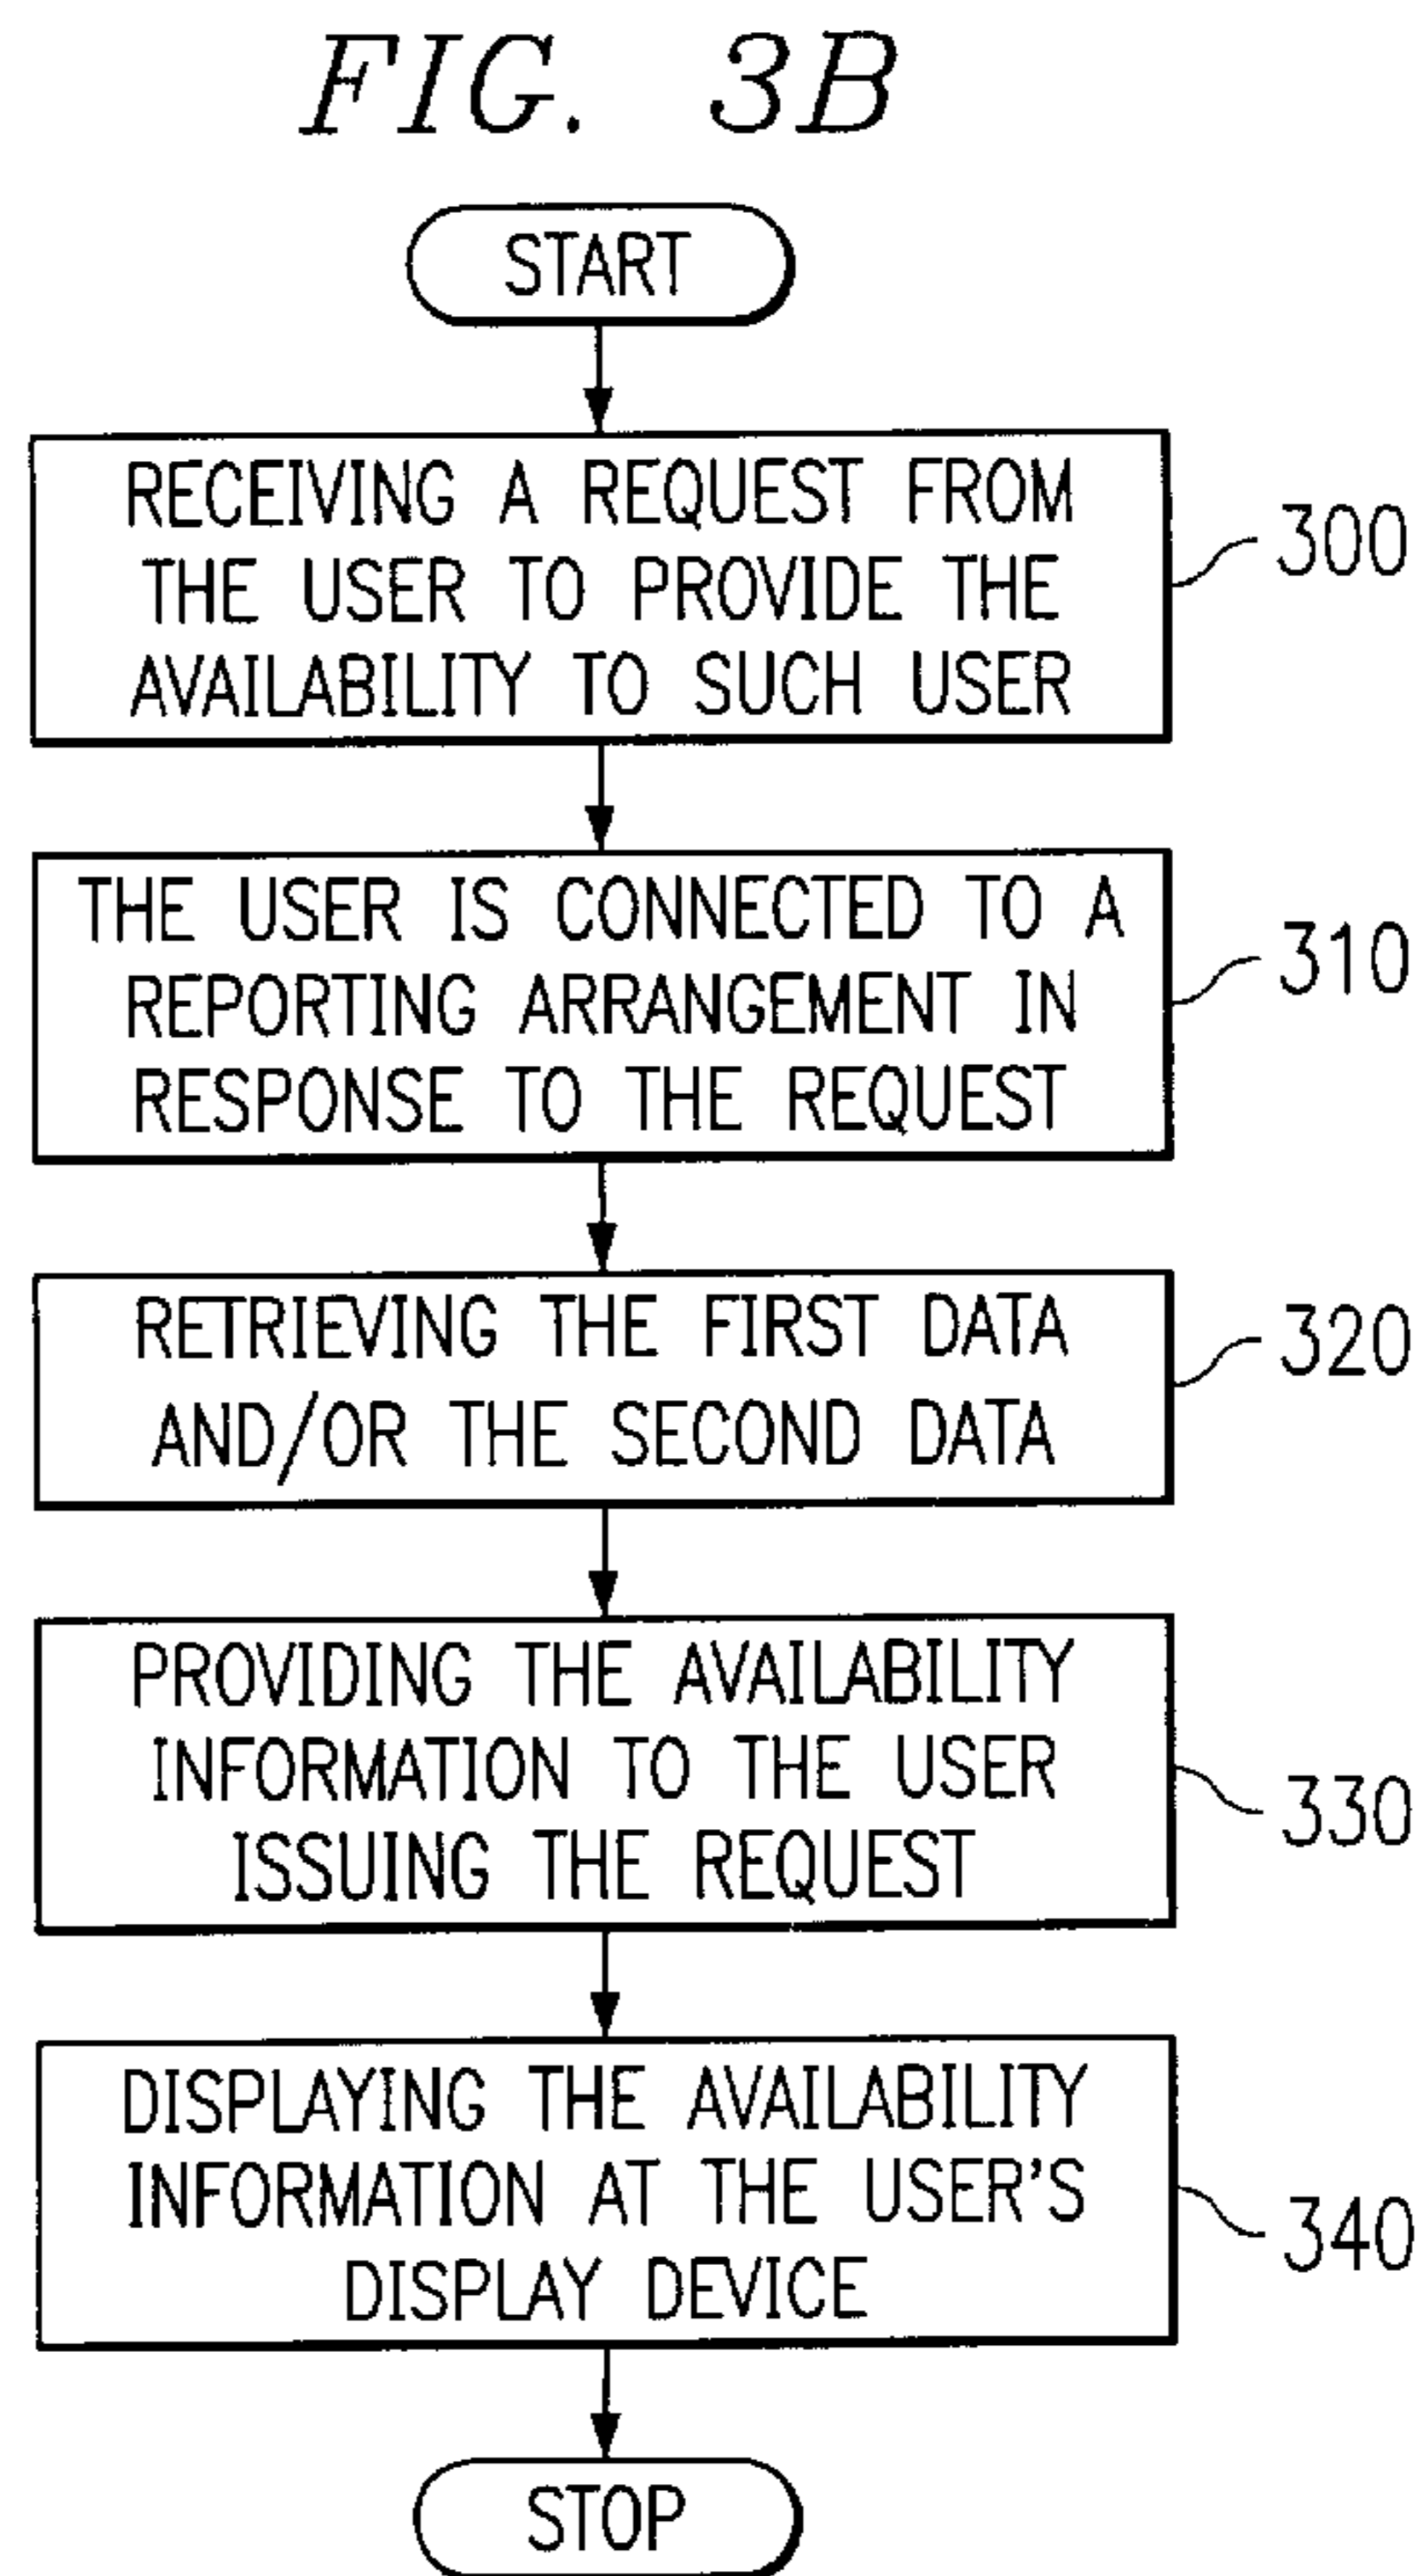 FIG. 3B
START
RECEIVING A REQUEST FROM
THE USER TO PROVIDE THE
AVAILABILITY TO SUCH USER
300
THE USER IS CONNECTED TO A
REPORTING ARRANGEMENT IN
RESPONSE TO THE REQUEST
310
RETRIEVING THE FIRST DATA
AND/OR THE SECOND DATA
320
PROVIDING THE AVAILABILITY
INFORMATION TO THE USER
ISSUING THE REQUEST
330
DISPLAYING THE AVAILABILITY
INFORMATION AT THE USER'S
DISPLAY DEVICE
340
STOP